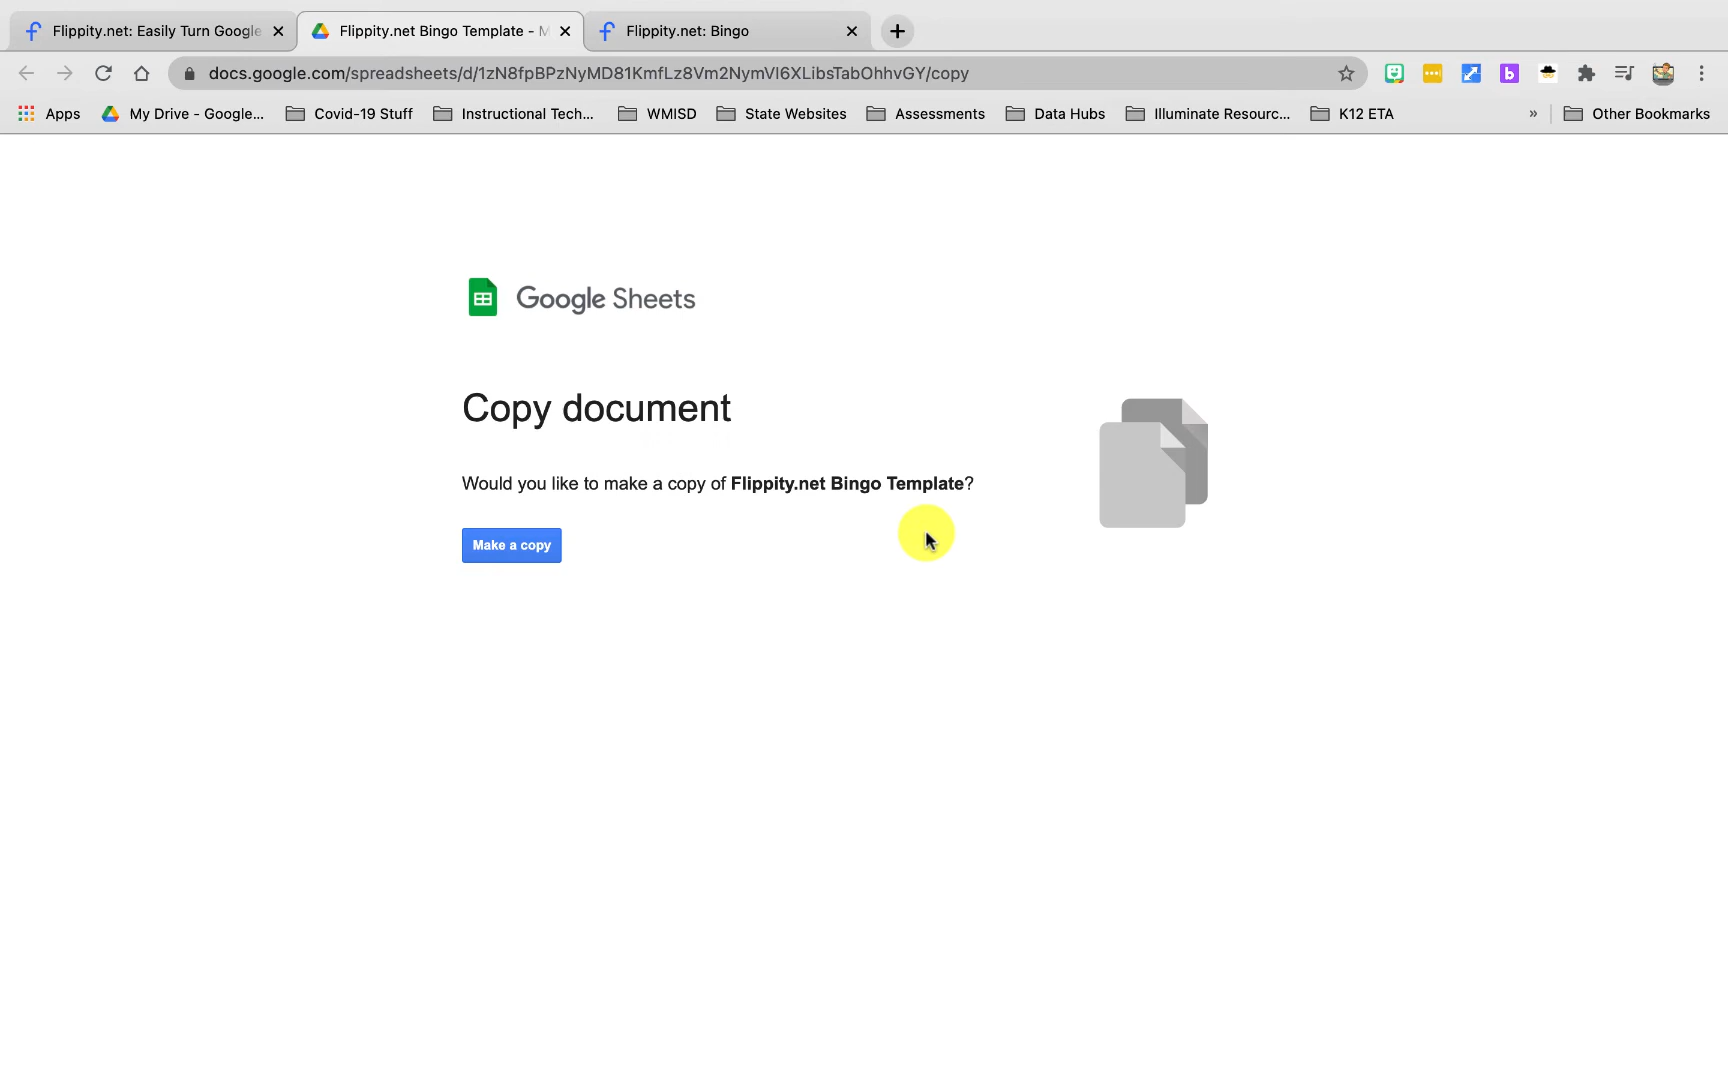 Flippity.net: Easily Turn Google
Flippity.net Bingo Template - M
Flippity.net: Bingo
docs.google.com/spreadsheets/d/1zN8fpBPzNyMD81KmfLz8Vm2NymVI6XLibsTabOhhvGY/copy
Apps My Drive - Google... Covid-19 Stuff Instructional Tech... WMISD State Websites Assessments Data Hubs Illuminate Resourc... K12 ETA » Other Bookmarks
Google Sheets
Copy document
Would you like to make a copy of Flippity.net Bingo Template?
Make a copy